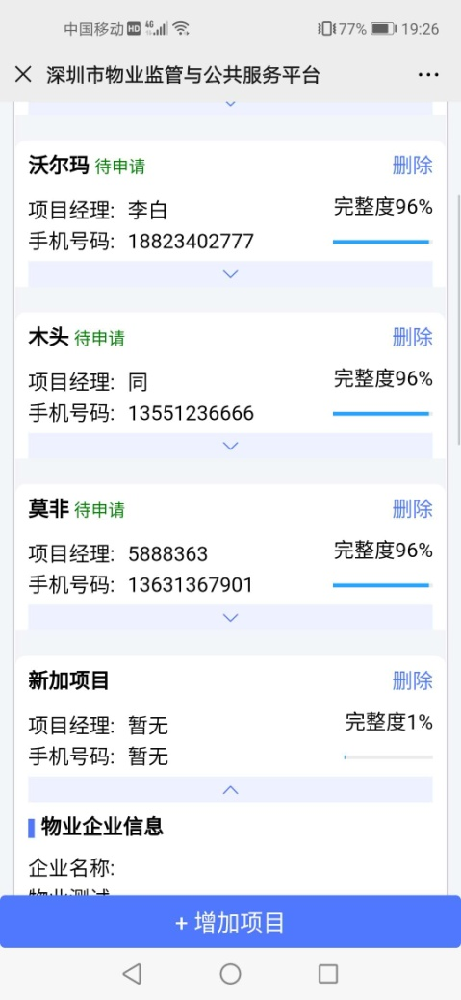 中国移动 HD 4G 77% 19:26
深圳市物业监管与公共服务平台
沃尔玛 待申请 删除
项目经理: 李白 完整度96%
手机号码: 18823402777
木头 待申请 删除
项目经理: 同 完整度96%
手机号码: 13551236666
莫非 待申请 删除
项目经理: 5888363 完整度96%
手机号码: 13631367901
新加项目 删除
项目经理: 暂无 完整度1%
手机号码: 暂无
物业企业信息
企业名称:
物业测试
+ 增加项目